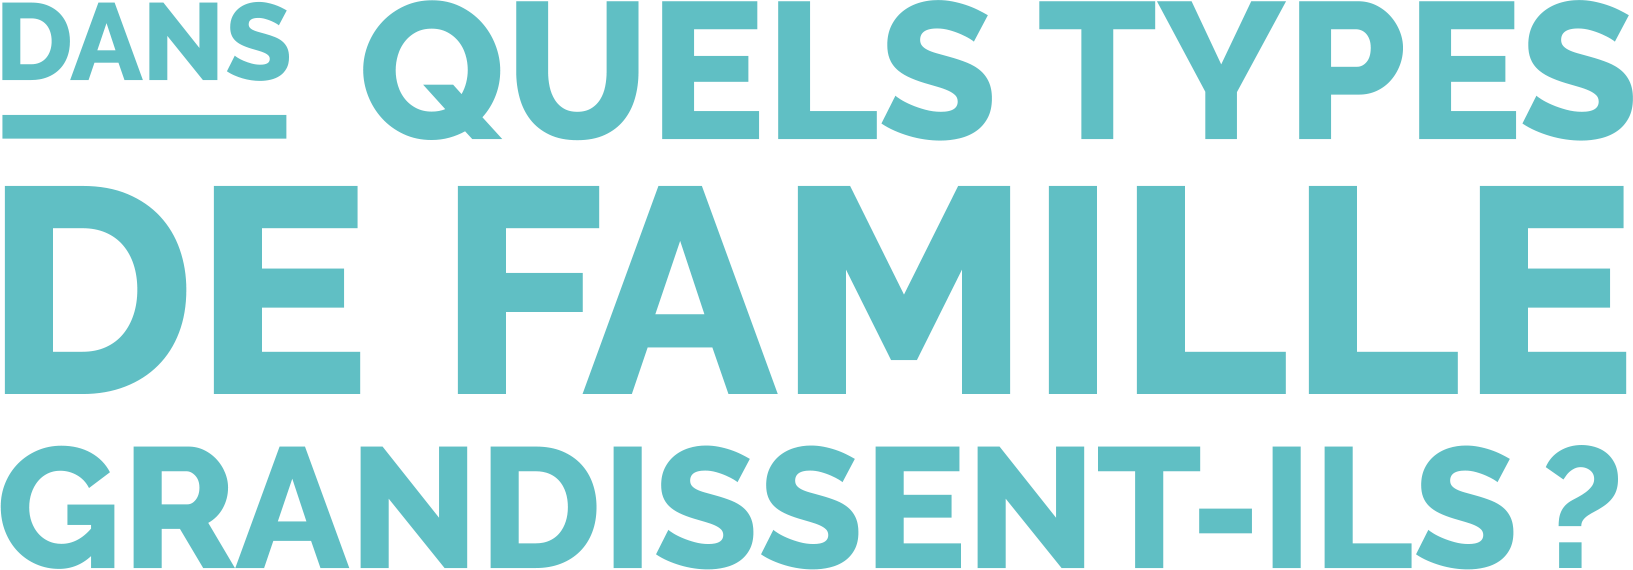 DANS QUELS TYPES
DE FAMILLE
GRANDISSENT-ILS ?